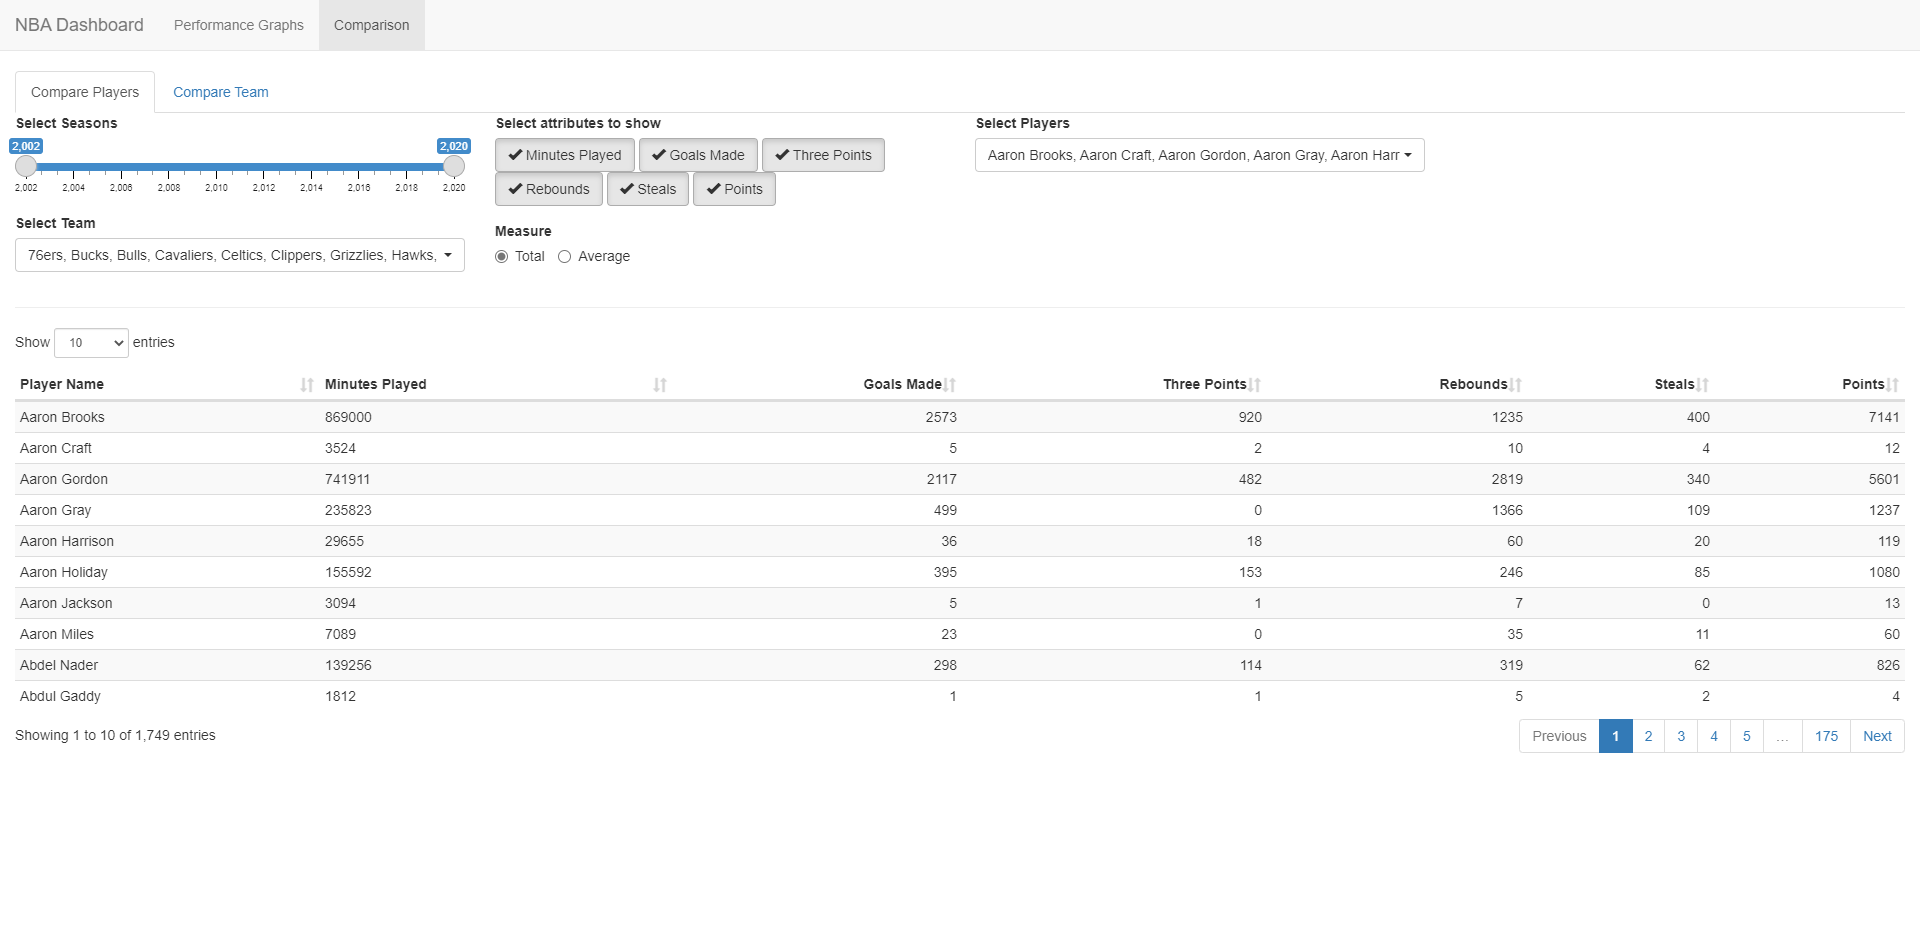 NBA Dashboard Performance Graphs Comparison
Compare Players Compare Team
Select Seasons
2,002 2,020
2,002 2,004 2,006 2,008 2,010 2,012 2,014 2,016 2,018 2,020
Select Team
76ers, Bucks, Bulls, Cavaliers, Celtics, Clippers, Grizzlies, Hawks,
Select attributes to show
Minutes Played Goals Made Three Points
Rebounds Steals Points
Measure
Total Average
Select Players
Aaron Brooks, Aaron Craft, Aaron Gordon, Aaron Gray, Aaron Harr
Show 10 entries
Player Name Minutes Played Goals Made Three Points Rebounds Steals Points
Aaron Brooks 869000 2573 920 1235 400 7141
Aaron Craft 3524 5 2 10 4 12
Aaron Gordon 741911 2117 482 2819 340 5601
Aaron Gray 235823 499 0 1366 109 1237
Aaron Harrison 29655 36 18 60 20 119
Aaron Holiday 155592 395 153 246 85 1080
Aaron Jackson 3094 5 1 7 0 13
Aaron Miles 7089 23 0 35 11 60
Abdel Nader 139256 298 114 319 62 826
Abdul Gaddy 1812 1 1 5 2 4
Showing 1 to 10 of 1,749 entries
Previous 1 2 3 4 5 … 175 Next